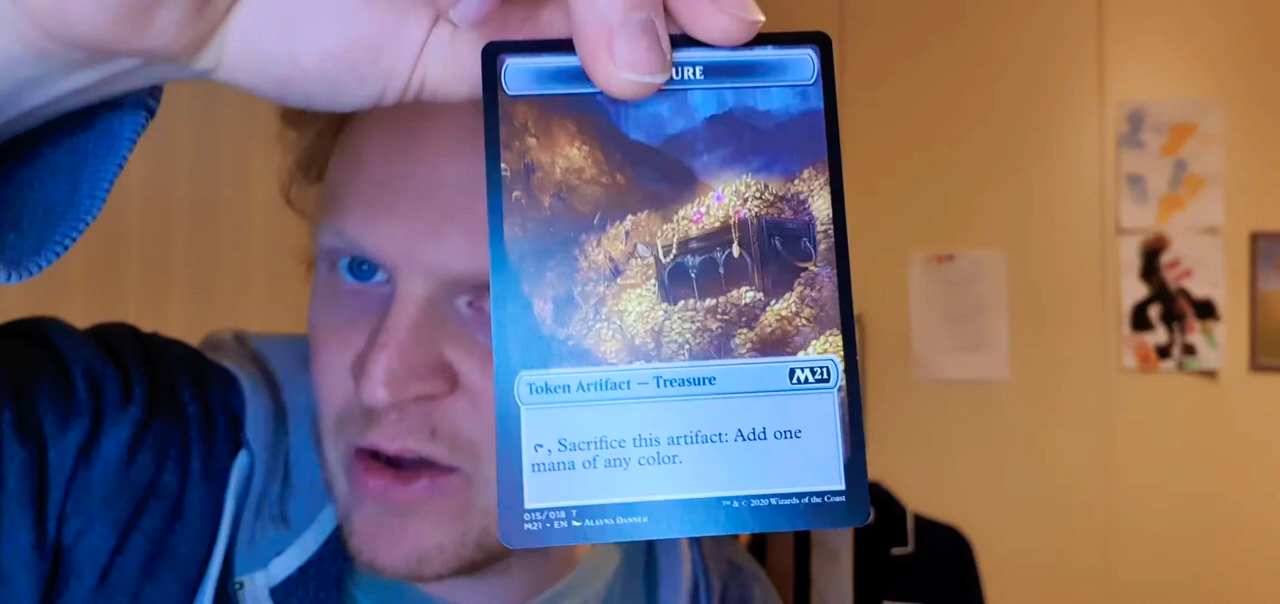 URE
Token Artifact — Treasure M21
, Sacrifice this artifact: Add one
mana of any color.
™ & © 2020 Wizards of the Coast
015/018 T
M21 • EN Alayna Danner